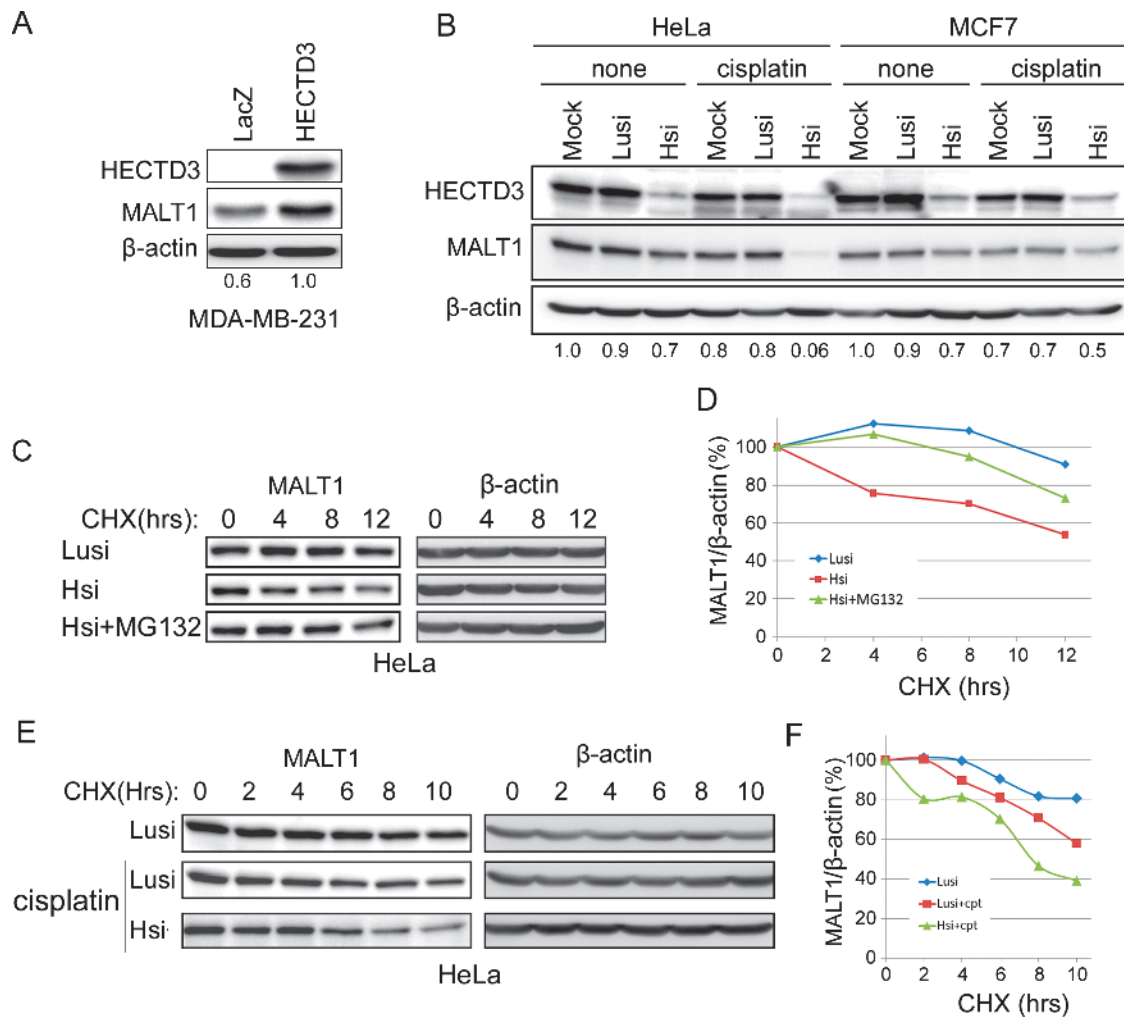 A
LacZ
HECTD3
HECTD3
MALT1
β-actin
0.6 1.0
MDA-MB-231
B
HeLa MCF7
none cisplatin none cisplatin
Mock Lusi Hsi Mock Lusi Hsi Mock Lusi Hsi Mock Lusi Hsi
HECTD3
MALT1
β-actin
1.0 0.9 0.7 0.8 0.8 0.06 1.0 0.9 0.7 0.7 0.7 0.5
C
MALT1 β-actin
CHX(hrs): 0 4 8 12 0 4 8 12
Lusi
Hsi
Hsi+MG132
HeLa
D
MALT1/β-actin (%)
100
80
60
40
20
0
Lusi
Hsi
Hsi+MG132
0 2 4 6 8 10 12
CHX (hrs)
E
MALT1 β-actin
CHX(Hrs): 0 2 4 6 8 10 0 2 4 6 8 10
Lusi
cisplatin
Lusi
Hsi
HeLa
F
MALT1/β-actin (%)
100
80
60
40
20
0
Lusi
Lusi+cpt
Hsi+cpt
0 2 4 6 8 10
CHX (hrs)